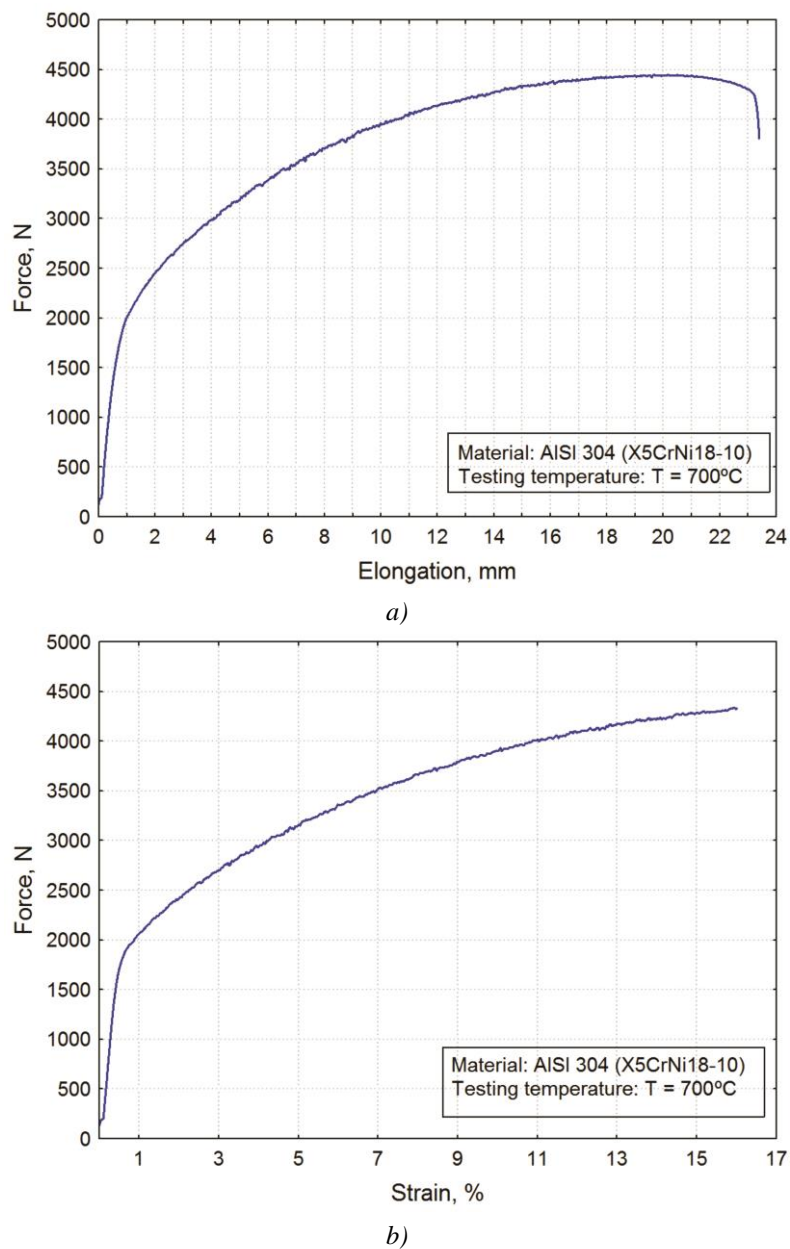 5000
4500
4000
3500
3000
2500
2000
1500
1000
500
0
Force, N
Material: AISI 304 (X5CrNi18-10)
Testing temperature: T = 700ºC
0 2 4 6 8 10 12 14 16 18 20 22 24
Elongation, mm
a)
5000
4500
4000
3500
3000
2500
2000
1500
1000
500
0
Force, N
Material: AISI 304 (X5CrNi18-10)
Testing temperature: T = 700ºC
1 3 5 7 9 11 13 15 17
Strain, %
b)